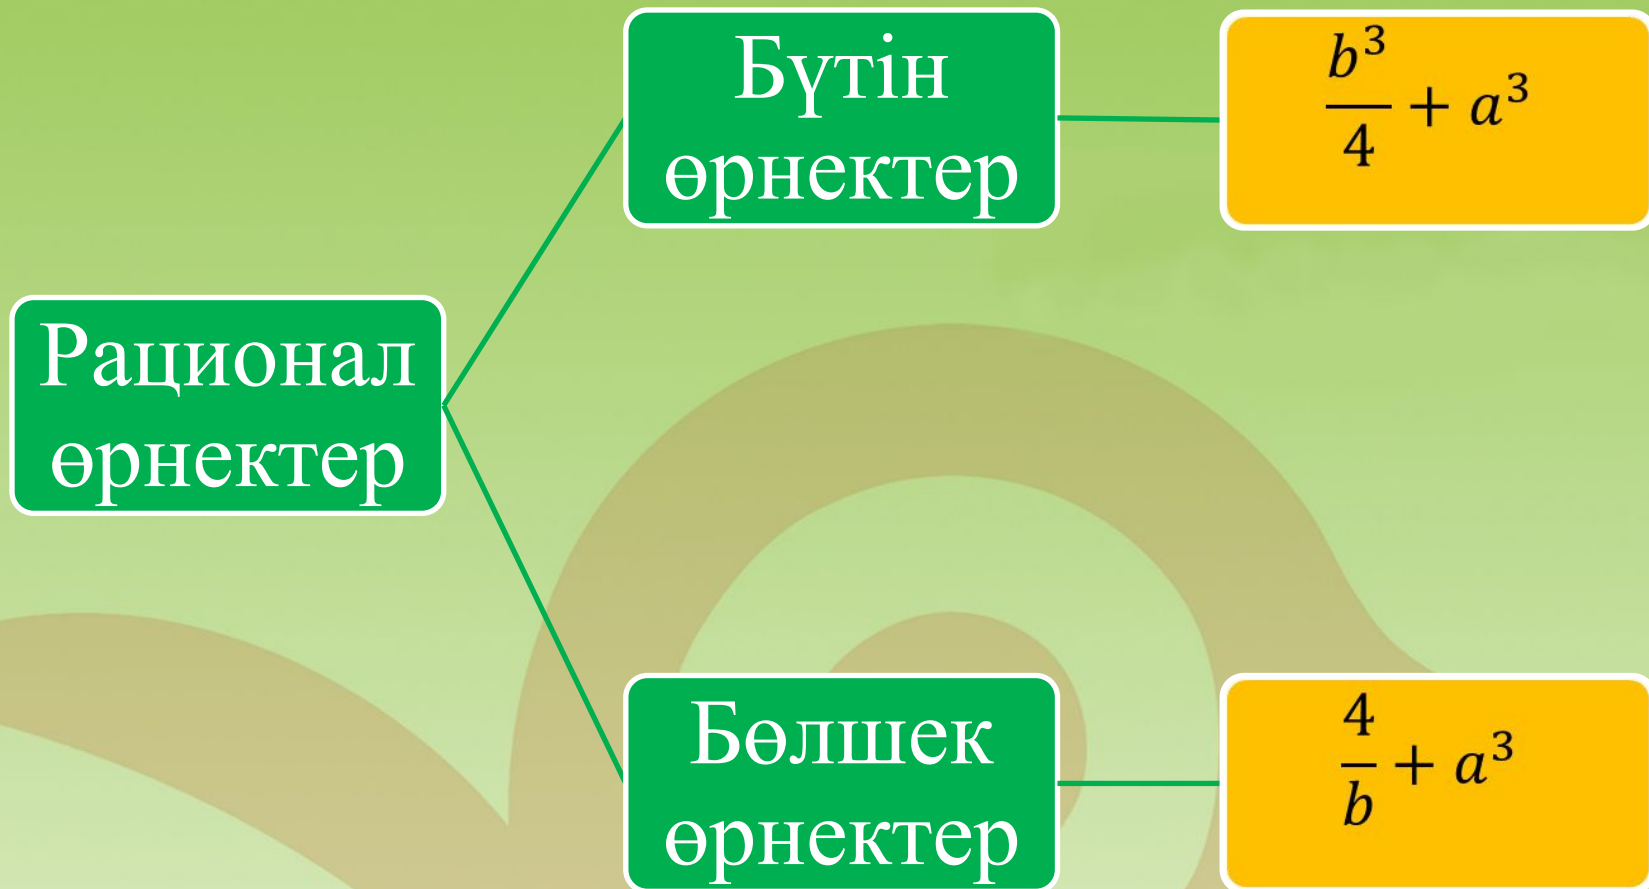 Бүтін
өрнектер
b³/4 + a³
Рационал
өрнектер
Бөлшек
өрнектер
4/b + a³